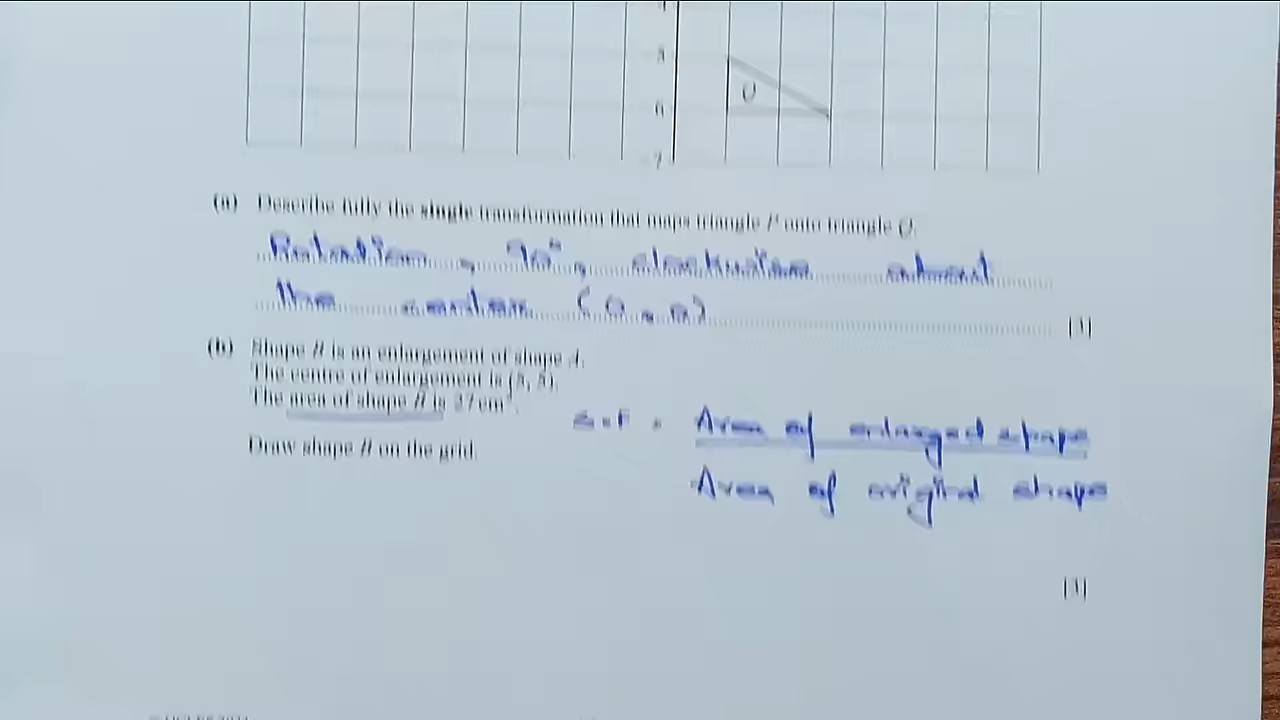 Q
(a) Describe fully the single transformation that maps triangle P onto triangle Q.
Rotation, 90°, clockwise about
the center (0,0)
[3]
(b) Shape B is an enlargement of shape A.
The centre of enlargement is
The area of shape B is 27 cm².
S.F = Area of enlarged shape
Area of original shape
Draw shape B on the grid.
[3]